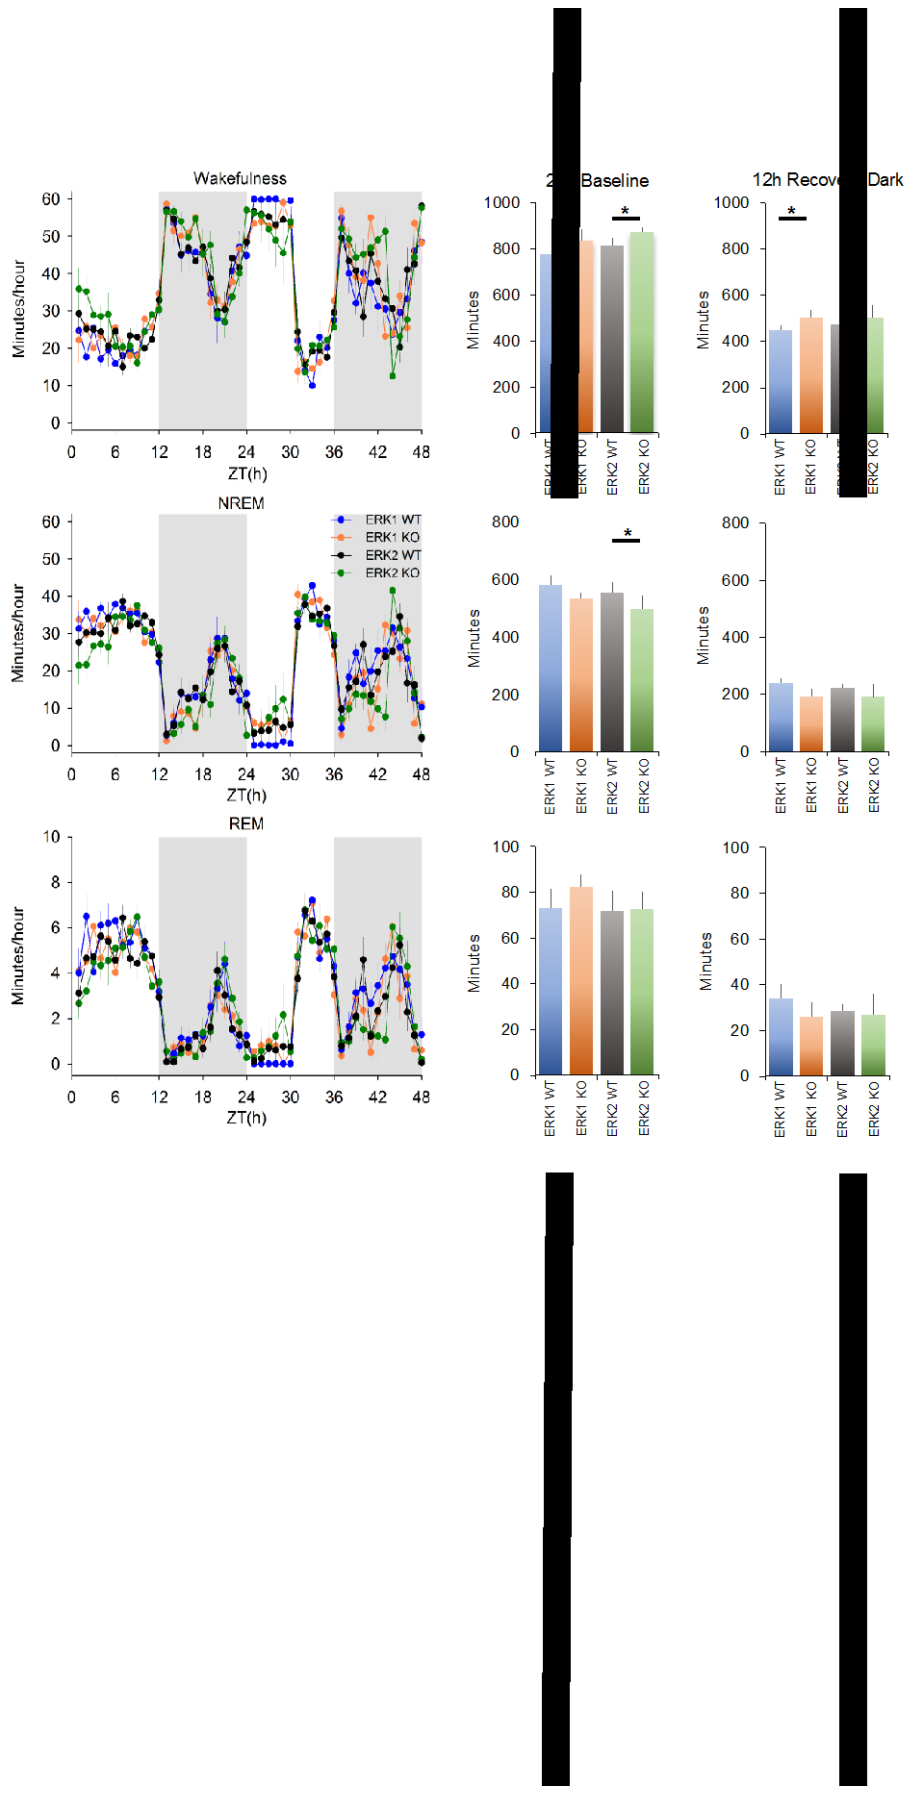 Wakefulness
60
50
40
30
20
10
0
Minutes/hour
0 6 12 18 24 30 36 42 48
ZT(h)
Baseline
1000
800
600
400
200
0
Minutes
*
ERK1 KO
ERK2 WT
ERK2 KO
12h Dark
1000
800
600
400
200
0
Minutes
*
ERK1 WT
ERK1 KO
ERK2 KO
NREM
60
50
40
30
20
10
0
Minutes/hour
ERK1 WT
ERK1 KO
ERK2 WT
ERK2 KO
0 6 12 18 24 30 36 42 48
ZT(h)
800
600
400
200
0
Minutes
*
ERK1 WT
ERK1 KO
ERK2 WT
ERK2 KO
800
600
400
200
0
Minutes
ERK1 WT
ERK1 KO
ERK2 WT
ERK2 KO
REM
10
8
6
4
2
0
Minutes/hour
0 6 12 18 24 30 36 42 48
ZT(h)
100
80
60
40
20
0
Minutes
ERK1 WT
ERK1 KO
ERK2 WT
ERK2 KO
100
80
60
40
20
0
Minutes
ERK1 WT
ERK1 KO
ERK2 WT
ERK2 KO